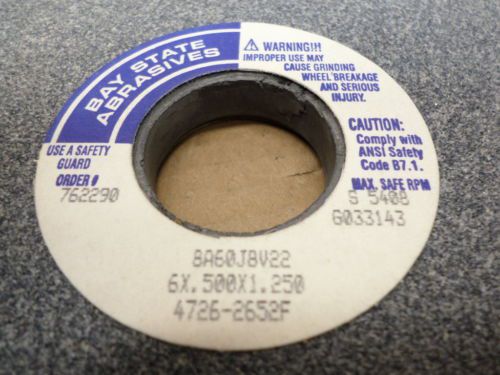 BAY STATE
ABRASIVES
⚠ WARNING!!!
IMPROPER USE MAY
CAUSE GRINDING
WHEEL BREAKAGE
AND SERIOUS
INJURY.
USE A SAFETY
GUARD
ORDER #
762290
CAUTION:
Comply with
ANSI Safety
Code B7.1.
MAX. SAFE RPM
S 5408
G033143
8A60J8V22
6X.500X1.250
4726-2652F